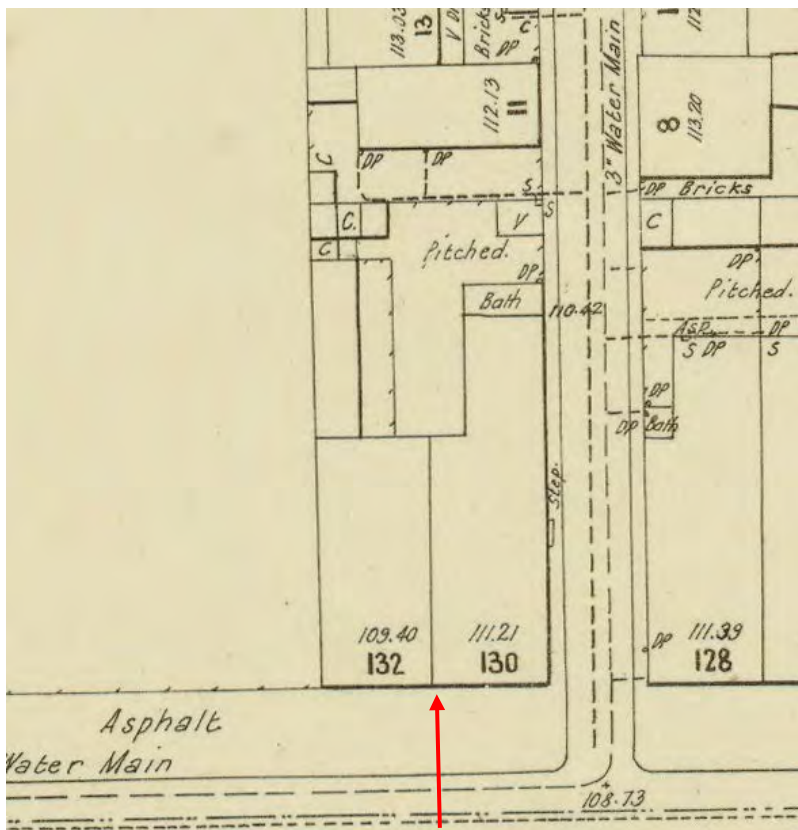 113.03
13
V
Bricks
S
C
DP
3" Water Main
112.13
11
8
113.20
C
DP
DP
S
DP
Bricks
C.
V
S
C
C
Pitched.
DP
DP
Bath
110.42
Pitched.
Asp.
DP
S
DP
S
DP
DP
Bath
Step.
109.40
132
111.21
130
DP
111.39
128
Asphalt
Water Main
108.73